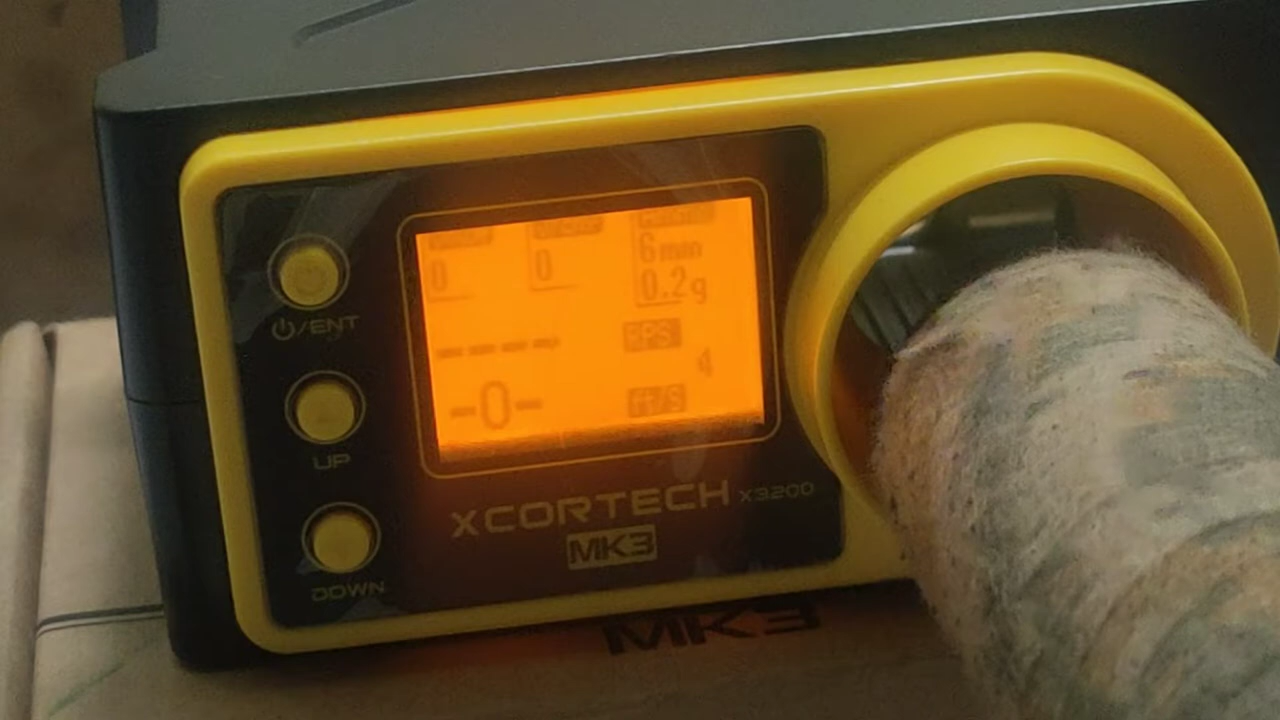 0
0
6mm
0.2g
-----
FPS
4
-0-
ft/S
⏻/ENT
UP
DOWN
XCORTECH X3200
MK3
MK3